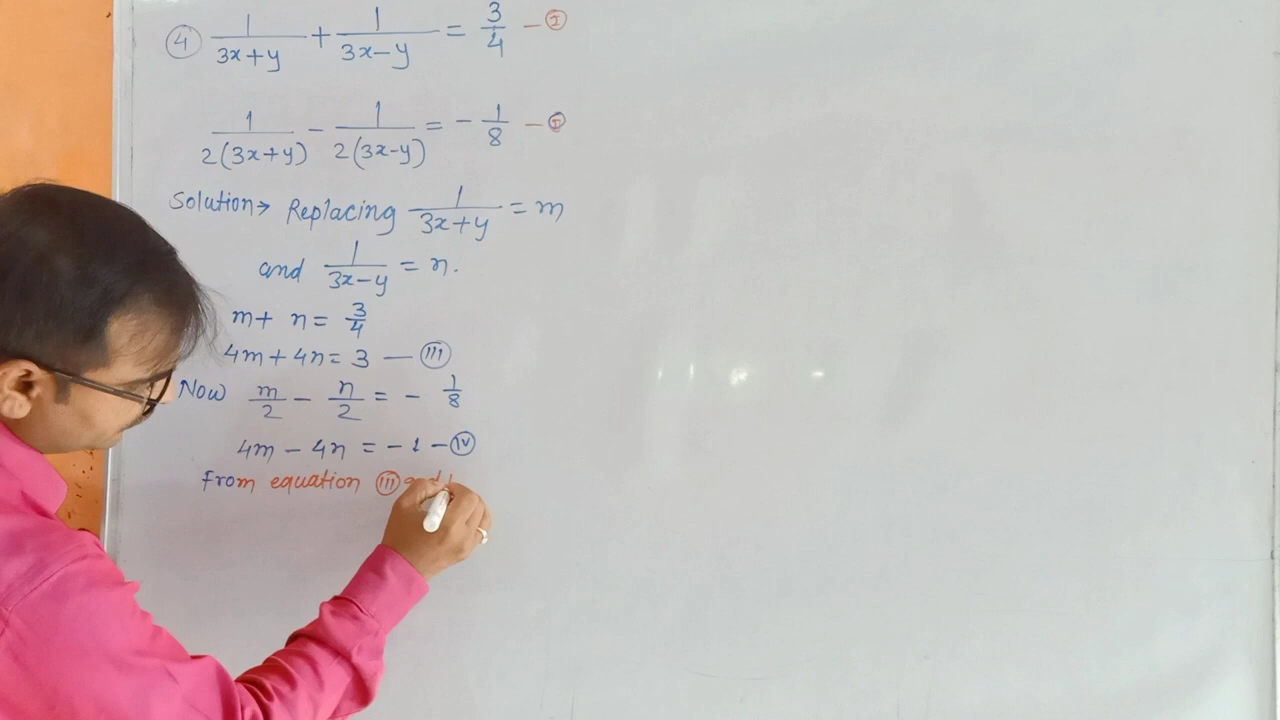 ④ 1/(3x+y) + 1/(3x-y) = 3/4 - Ⓘ
1/2(3x+y) - 1/2(3x-y) = - 1/8 -
Solution→ Replacing 1/(3x+y) = m
and 1/(3x-y) = n.
m+ n = 3/4
4m + 4n = 3 — (III)
Now m/2 - n/2 = - 1/8
4m - 4n = -1 - (IV)
From equation (III) and